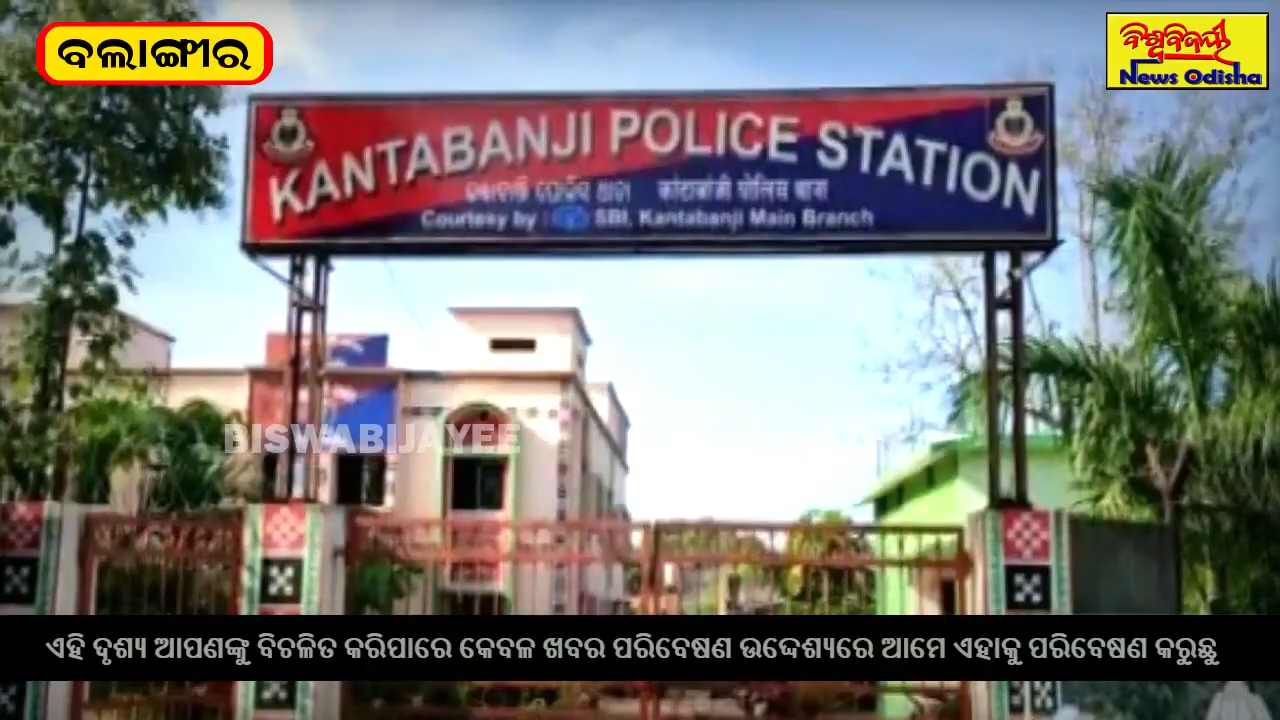 ବଲାଙ୍ଗୀର
ବିଶ୍ୱବିଜୟୀ
News Odisha
KANTABANJI POLICE STATION
कांटाबांजी पोलिस थाना
Courtesy by SBI, Kantabanji Main Branch
BISWABIJAYEE
ଏହି ଦୃଶ୍ୟ ଆପଣଙ୍କୁ ବିଚଳିତ କରିପାରେ କେବଳ ଖବର ପରିବେଷଣ ଉଦ୍ଦେଶ୍ୟରେ ଆମେ ଏହାକୁ ପରିବେଷଣ କରୁଛୁ